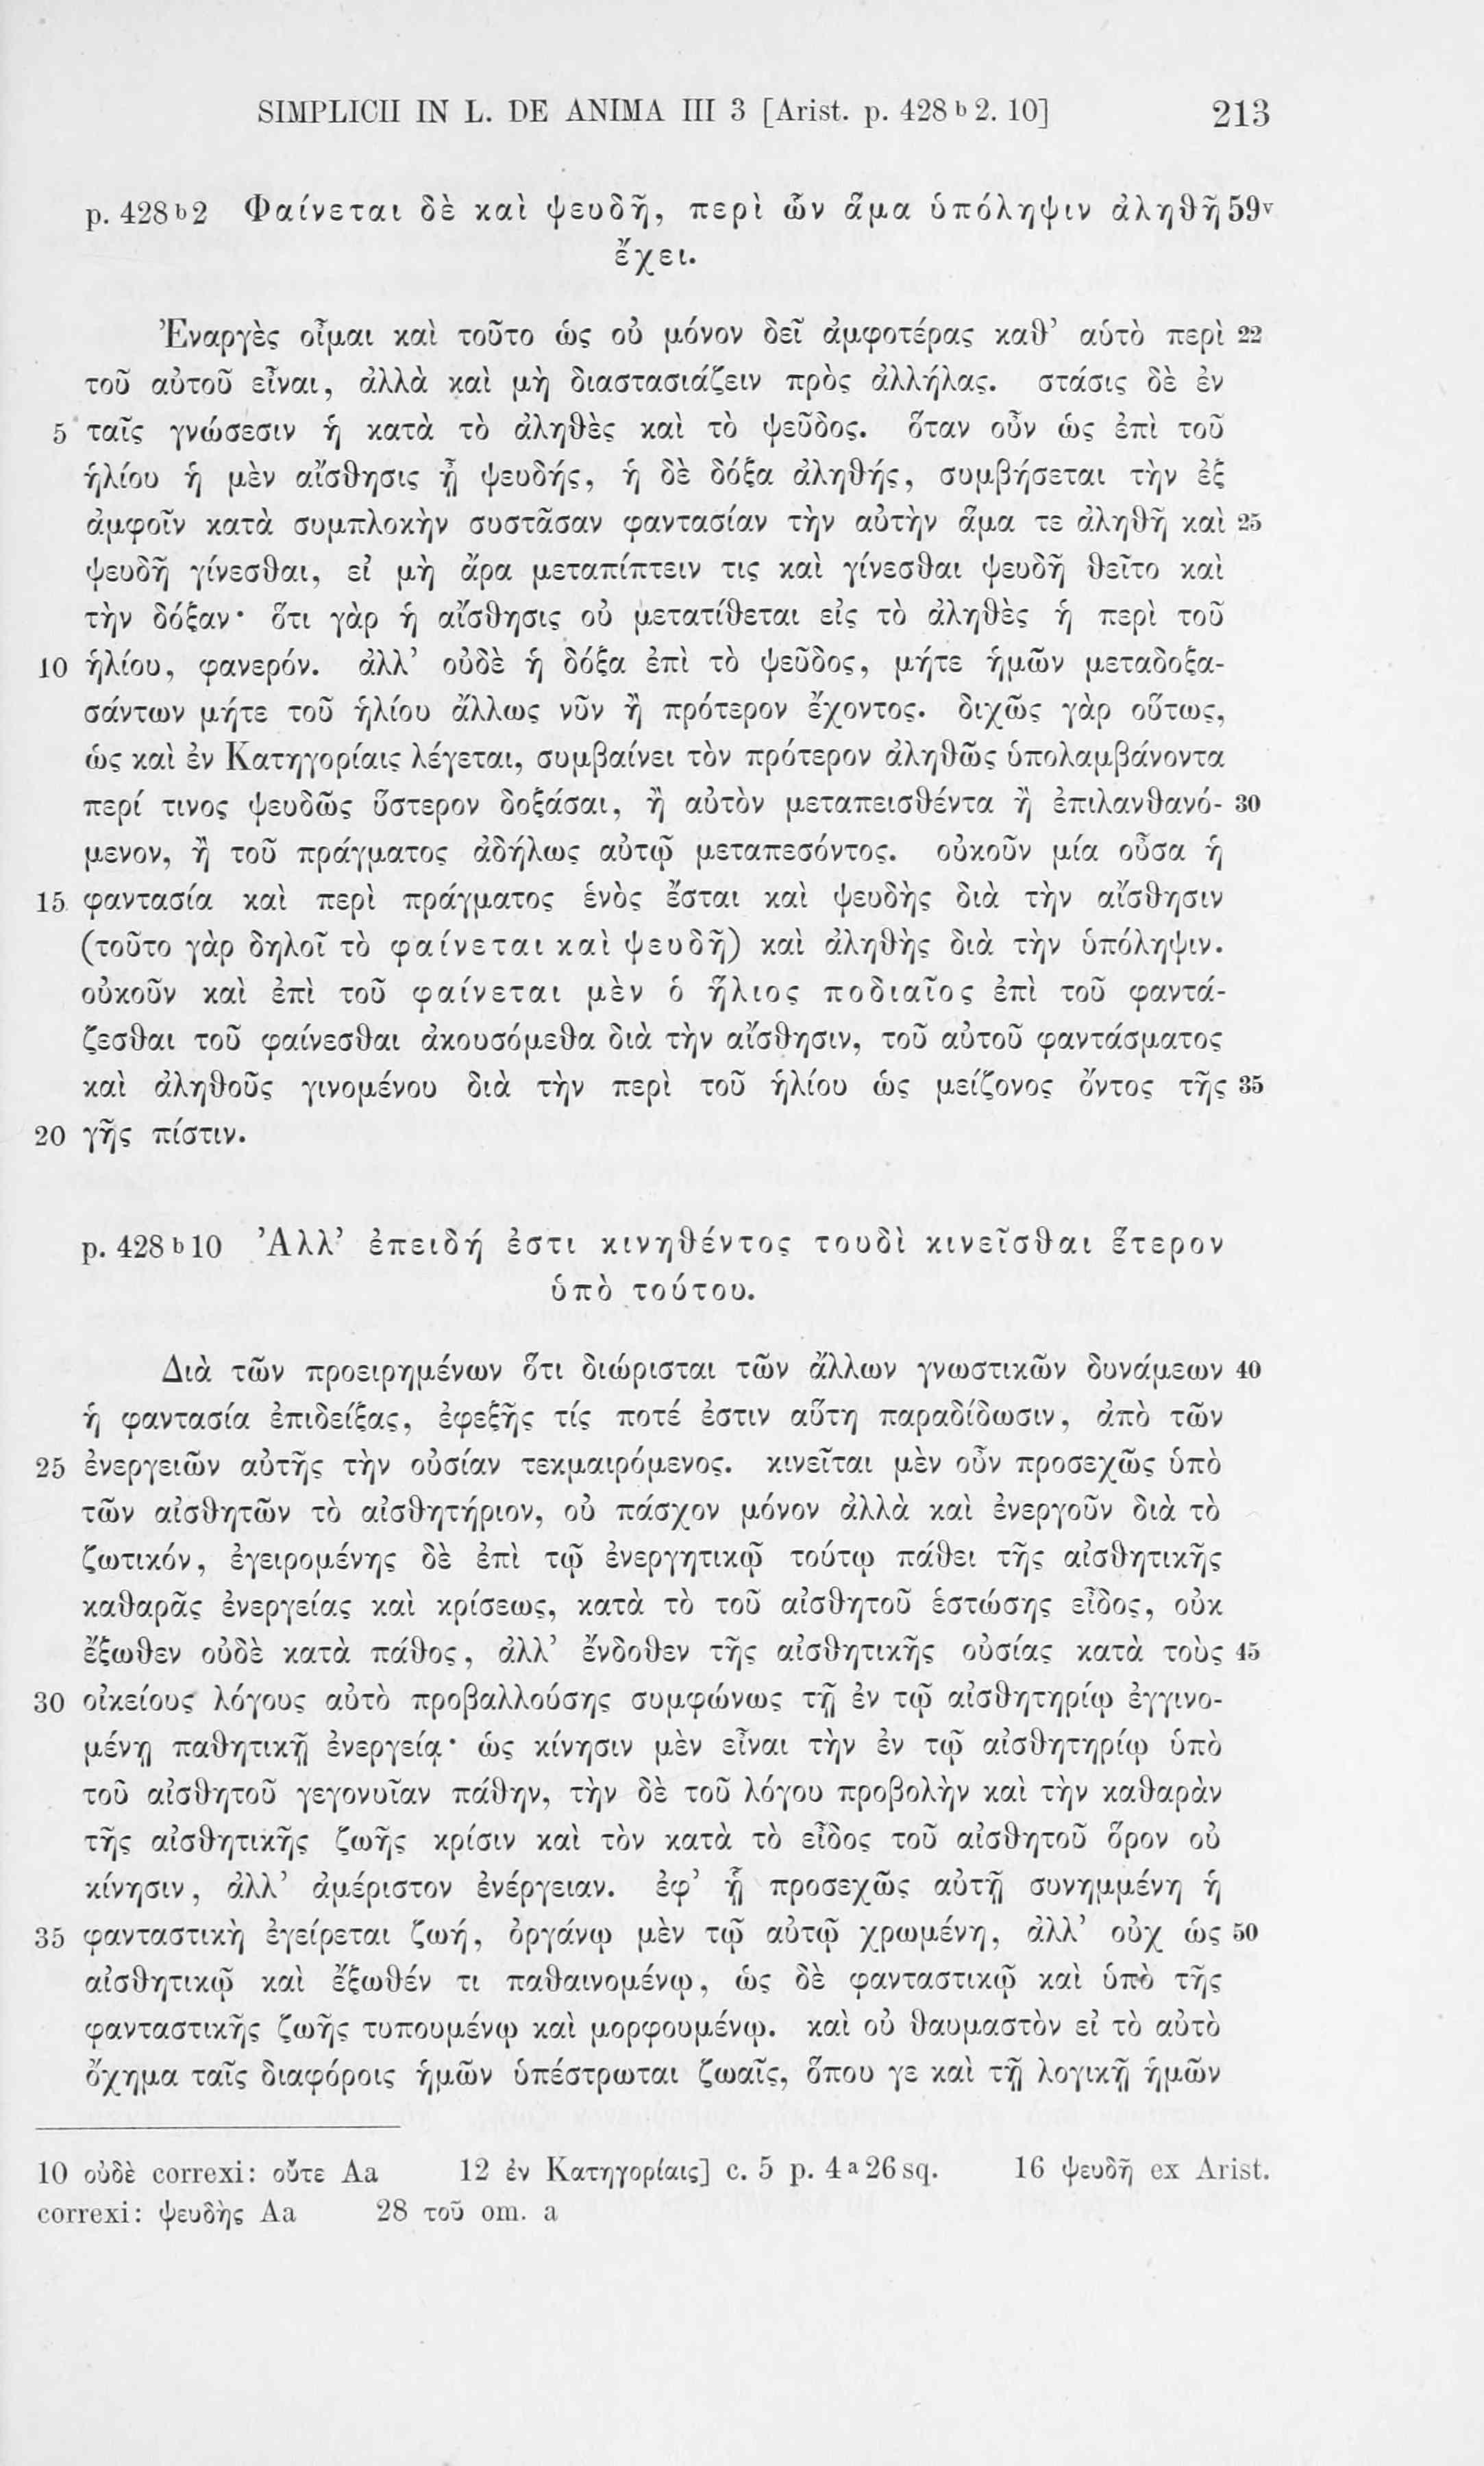 SIMPLICII IN L. DE ANIMA III 3 [Arist. p. 428 b 2. 10] 213
p. 428 b 2 Φαίνεται δὲ καὶ ψευδῆ, περὶ ὧν ἅμα ὑπόληψιν ἀληθῆ 59v
ἔχει.
Ἐναργὲς οἶμαι καὶ τοῦτο ὡς οὐ μόνον δεῖ ἀμφοτέρας καθ’ αὑτὸ περὶ 22
τοῦ αὐτοῦ εἶναι, ἀλλὰ καὶ μὴ διαστασιάζειν πρὸς ἀλλήλας. στάσις δὲ ἐν
5 ταῖς γνώσεσιν ἡ κατὰ τὸ ἀληθὲς καὶ τὸ ψεῦδος. ὅταν οὖν ὡς ἐπὶ τοῦ
ἡλίου ἡ μὲν αἴσθησις ᾖ ψευδής, ἡ δὲ δόξα ἀληθής, συμβήσεται τὴν ἐξ
ἀμφοῖν κατὰ συμπλοκὴν συστᾶσαν φαντασίαν τὴν αὐτὴν ἅμα τε ἀληθῆ καὶ 25
ψευδῆ γίνεσθαι, εἰ μὴ ἄρα μεταπίπτειν τις καὶ γίνεσθαι ψευδῆ θεῖτο καὶ
τὴν δόξαν· ὅτι γὰρ ἡ αἴσθησις οὐ μετατίθεται εἰς τὸ ἀληθὲς ἡ περὶ τοῦ
10 ἡλίου, φανερόν. ἀλλ’ οὐδὲ ἡ δόξα ἐπὶ τὸ ψεῦδος, μήτε ἡμῶν μεταδοξα-
σάντων μήτε τοῦ ἡλίου ἄλλως νῦν ἢ πρότερον ἔχοντος. διχῶς γὰρ οὕτως,
ὡς καὶ ἐν Κατηγορίαις λέγεται, συμβαίνει τὸν πρότερον ἀληθῶς ὑπολαμβάνοντα
περί τινος ψευδῶς ὕστερον δοξάσαι, ἢ αὐτὸν μεταπεισθέντα ἢ ἐπιλανθανό- 30
μενον, ἢ τοῦ πράγματος ἀδήλως αὐτῷ μεταπεσόντος. οὐκοῦν μία οὖσα ἡ
15 φαντασία καὶ περὶ πράγματος ἑνὸς ἔσται καὶ ψευδὴς διὰ τὴν αἴσθησιν
(τοῦτο γὰρ δηλοῖ τὸ φαίνεται καὶ ψευδῆ) καὶ ἀληθὴς διὰ τὴν ὑπόληψιν.
οὐκοῦν καὶ ἐπὶ τοῦ φαίνεται μὲν ὁ ἥλιος ποδιαῖος ἐπὶ τοῦ φαντά-
ζεσθαι τοῦ φαίνεσθαι ἀκουσόμεθα διὰ τὴν αἴσθησιν, τοῦ αὐτοῦ φαντάσματος
καὶ ἀληθοῦς γινομένου διὰ τὴν περὶ τοῦ ἡλίου ὡς μείζονος ὄντος τῆς 35
20 γῆς πίστιν.
p. 428 b 10 Ἀλλ’ ἐπειδή ἐστι κινηθέντος τουδὶ κινεῖσθαι ἕτερον
ὑπὸ τούτου.
Διὰ τῶν προειρημένων ὅτι διώρισται τῶν ἄλλων γνωστικῶν δυνάμεων 40
ἡ φαντασία ἐπιδείξας, ἐφεξῆς τίς ποτέ ἐστιν αὕτη παραδίδωσιν, ἀπὸ τῶν
25 ἐνεργειῶν αὐτῆς τὴν οὐσίαν τεκμαιρόμενος. κινεῖται μὲν οὖν προσεχῶς ὑπὸ
τῶν αἰσθητῶν τὸ αἰσθητήριον, οὐ πάσχον μόνον ἀλλὰ καὶ ἐνεργοῦν διὰ τὸ
ζωτικόν, ἐγειρομένης δὲ ἐπὶ τῷ ἐνεργητικῷ τούτῳ πάθει τῆς αἰσθητικῆς
καθαρᾶς ἐνεργείας καὶ κρίσεως, κατὰ τὸ τοῦ αἰσθητοῦ ἑστώσης εἶδος, οὐκ
ἔξωθεν οὐδὲ κατὰ πάθος, ἀλλ’ ἔνδοθεν τῆς αἰσθητικῆς οὐσίας κατὰ τοὺς 45
30 οἰκείους λόγους αὐτὸ προβαλλούσης συμφώνως τῇ ἐν τῷ αἰσθητηρίῳ ἐγγινο-
μένῃ παθητικῇ ἐνεργείᾳ· ὡς κίνησιν μὲν εἶναι τὴν ἐν τῷ αἰσθητηρίῳ ὑπὸ
τοῦ αἰσθητοῦ γεγονυῖαν πάθην, τὴν δὲ τοῦ λόγου προβολὴν καὶ τὴν καθαρὰν
τῆς αἰσθητικῆς ζωῆς κρίσιν καὶ τὸν κατὰ τὸ εἶδος τοῦ αἰσθητοῦ ὅρον οὐ
κίνησιν, ἀλλ’ ἀμέριστον ἐνέργειαν. ἐφ’ ᾗ προσεχῶς αὐτῇ συνημμένη ἡ
35 φανταστικὴ ἐγείρεται ζωή, ὀργάνῳ μὲν τῷ αὐτῷ χρωμένη, ἀλλ’ οὐχ ὡς 50
αἰσθητικῷ καὶ ἔξωθέν τι παθαινομένῳ, ὡς δὲ φανταστικῷ καὶ ὑπὸ τῆς
φανταστικῆς ζωῆς τυπουμένῳ καὶ μορφουμένῳ. καὶ οὐ θαυμαστὸν εἰ τὸ αὐτὸ
ὄχημα ταῖς διαφόροις ἡμῶν ὑπέστρωται ζωαῖς, ὅπου γε καὶ τῇ λογικῇ ἡμῶν
10 οὐδὲ correxi: οὔτε Aa 12 ἐν Κατηγορίαις] c. 5 p. 4 a 26 sq. 16 ψευδῆ ex Arist.
correxi: ψευδὴς Aa 28 τοῦ om. a